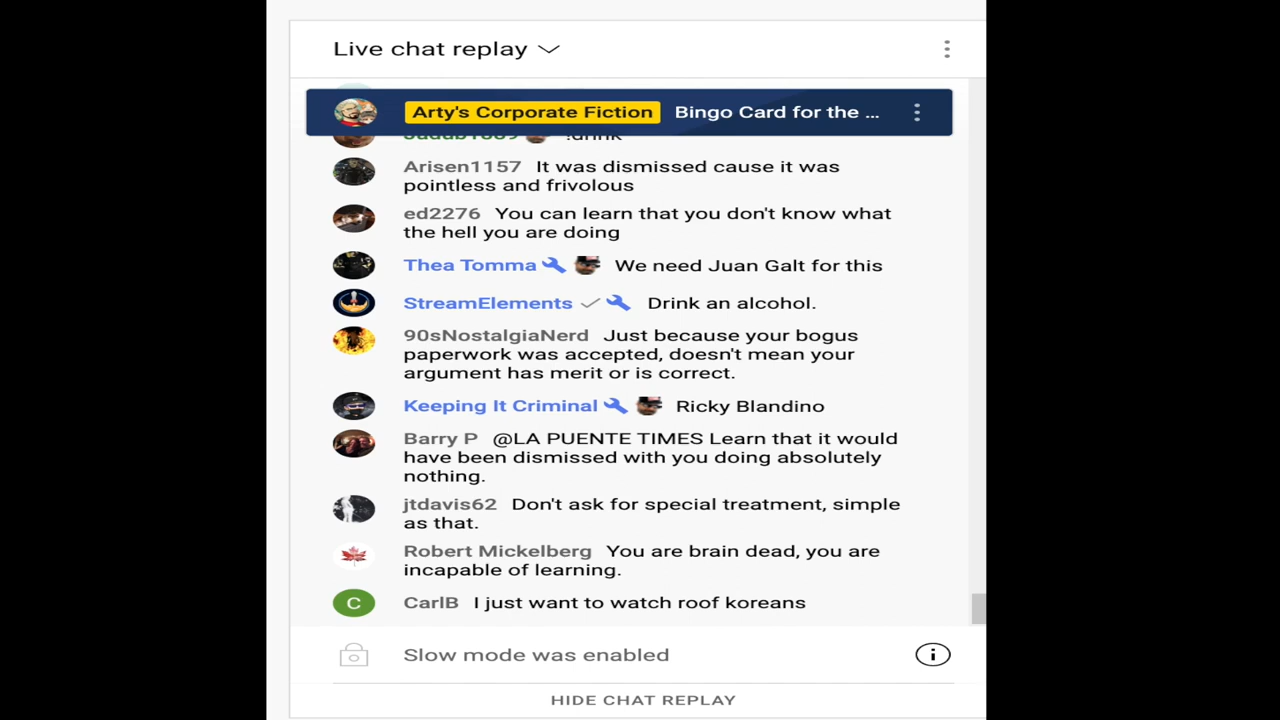 Live chat replay
Arty's Corporate Fiction Bingo Card for the ...
!drink
Arisen1157 It was dismissed cause it was
pointless and frivolous
ed2276 You can learn that you don't know what
the hell you are doing
Thea Tomma We need Juan Galt for this
StreamElements Drink an alcohol.
90sNostalgiaNerd Just because your bogus
paperwork was accepted, doesn't mean your
argument has merit or is correct.
Keeping It Criminal Ricky Blandino
Barry P @LA PUENTE TIMES Learn that it would
have been dismissed with you doing absolutely
nothing.
jtdavis62 Don't ask for special treatment, simple
as that.
Robert Mickelberg You are brain dead, you are
incapable of learning.
C CarlB I just want to watch roof koreans
Slow mode was enabled
HIDE CHAT REPLAY